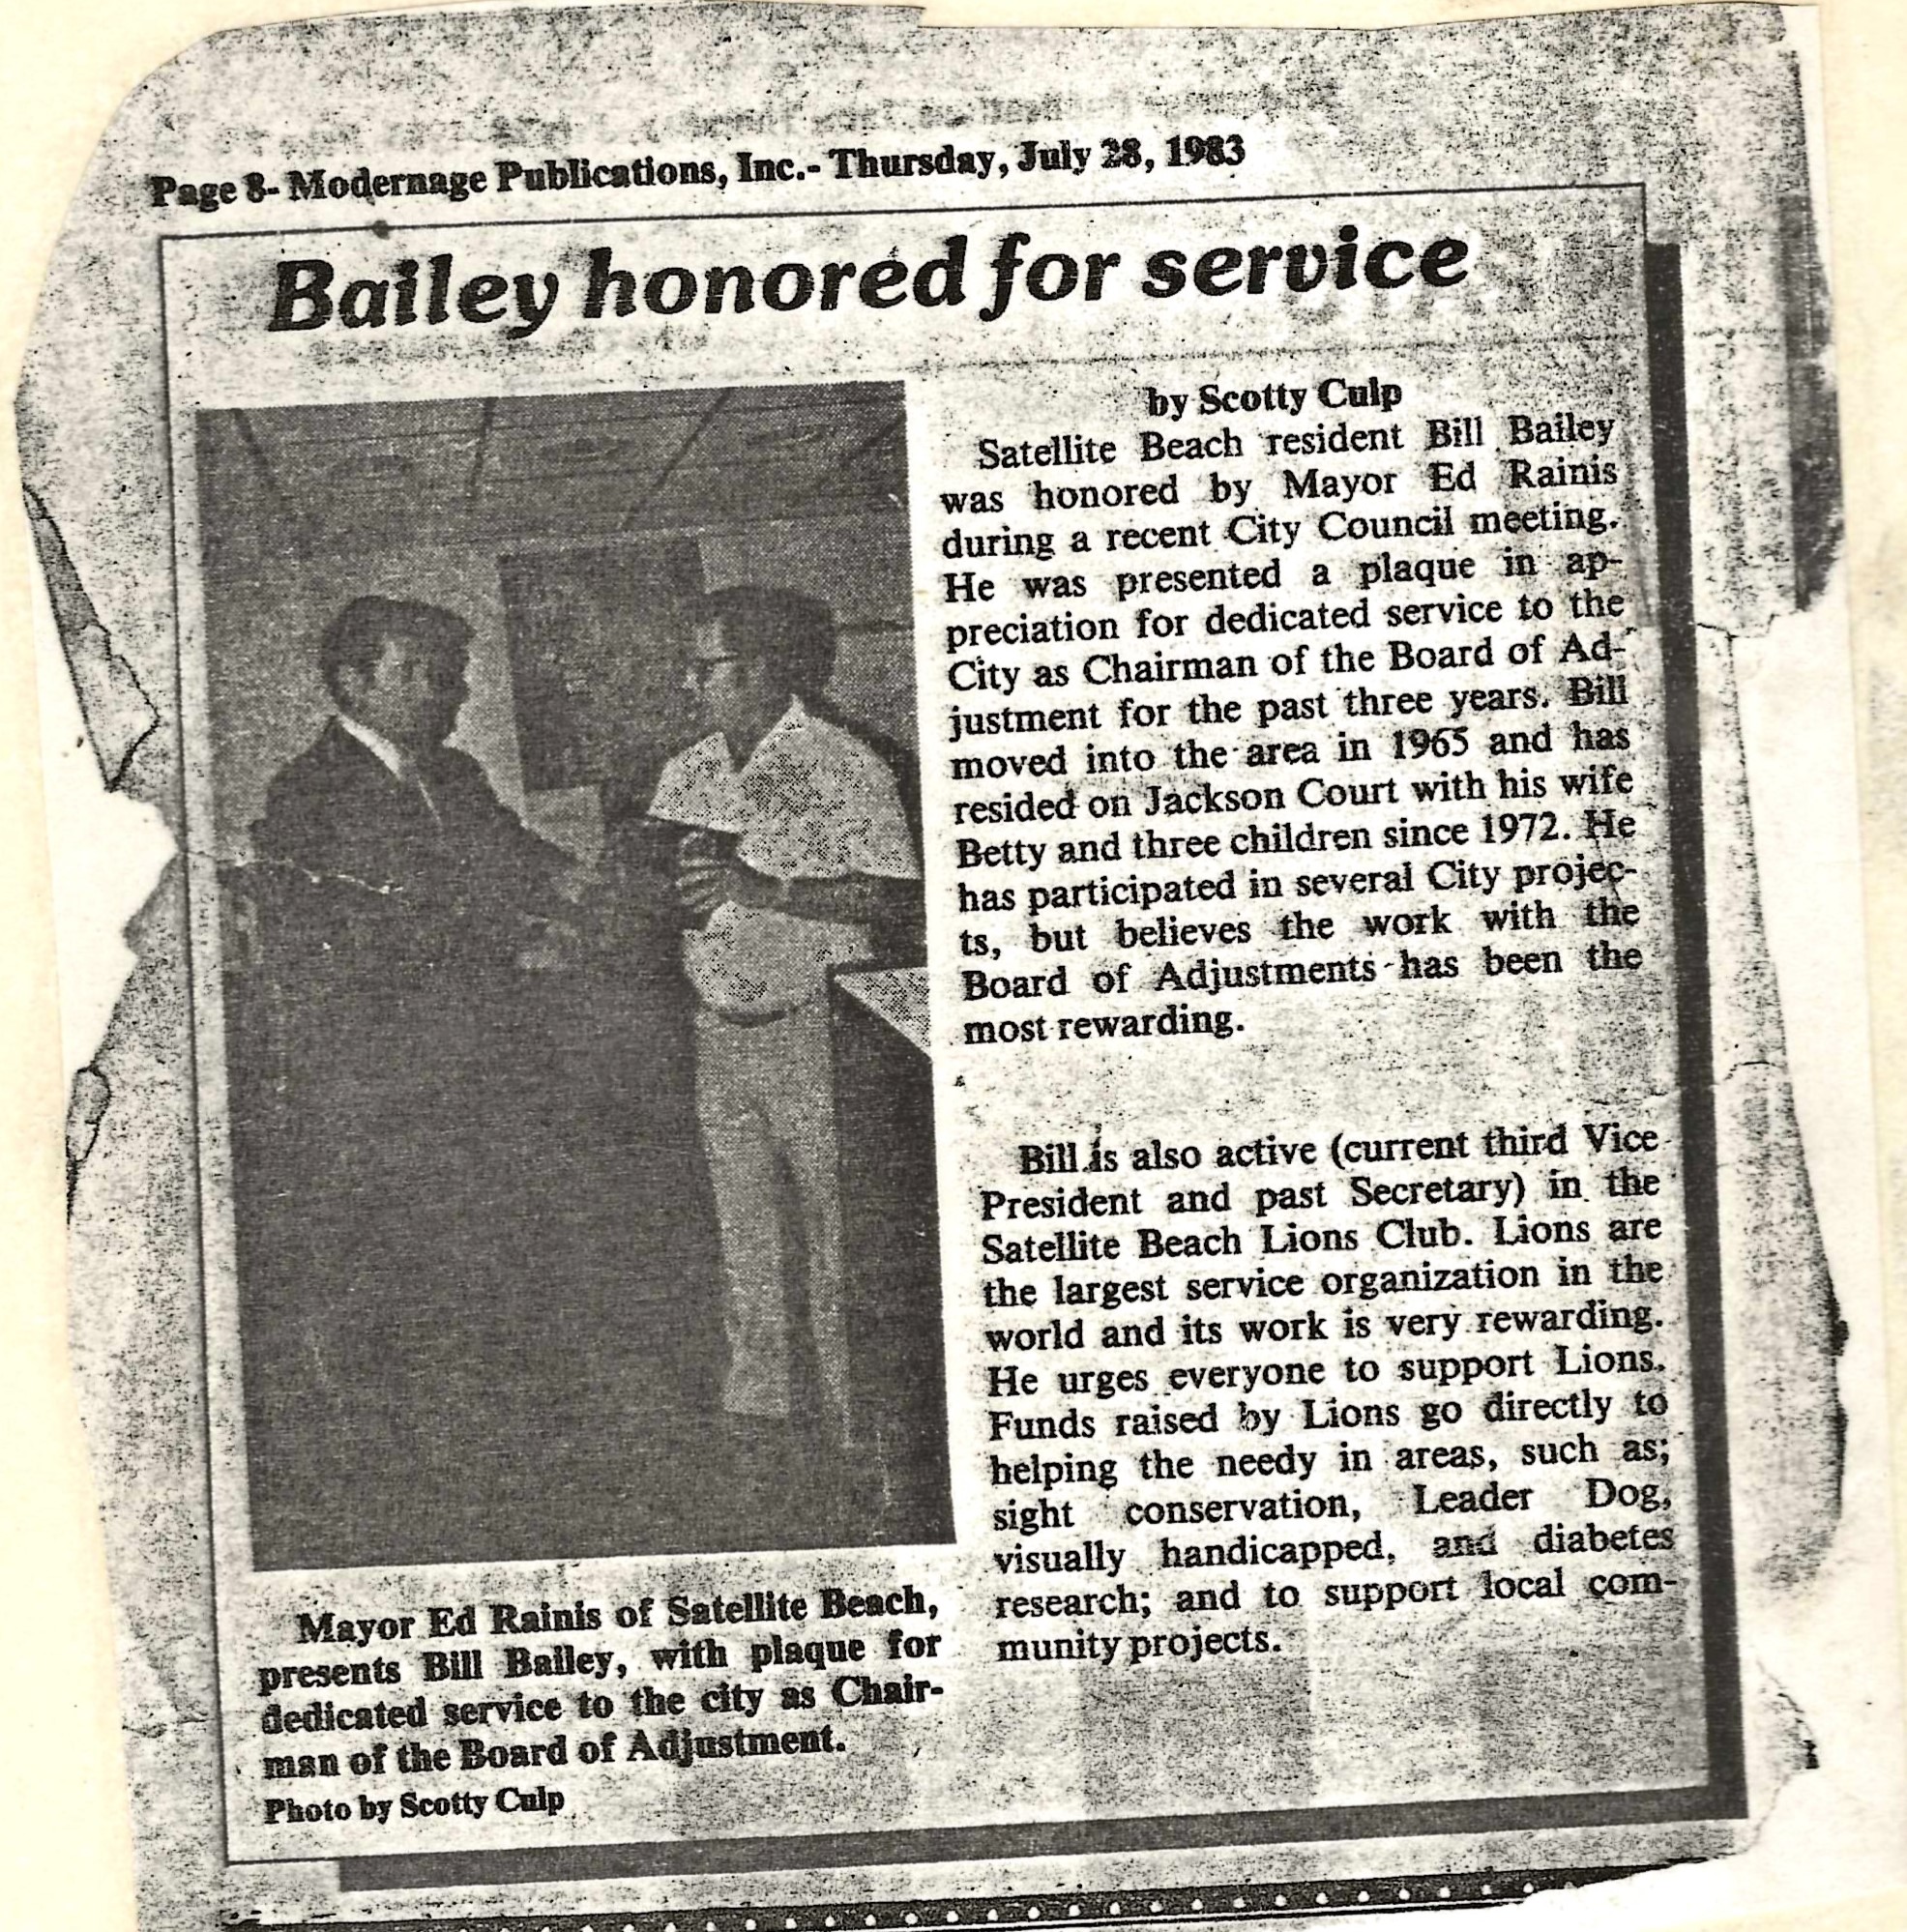 Page 8- Modernage Publications, Inc.- Thursday, July 28, 1983
Bailey honored for service
by Scotty Culp
Satellite Beach resident Bill Bailey
was honored by Mayor Ed Rainis
during a recent City Council meeting.
He was presented a plaque in ap-
preciation for dedicated service to the
City as Chairman of the Board of Ad-
justment for the past three years. Bill
moved into the area in 1965 and has
resided on Jackson Court with his wife
Betty and three children since 1972. He
has participated in several City projec-
ts, but believes the work with the
Board of Adjustments has been the
most rewarding.
Bill is also active (current third Vice
President and past Secretary) in the
Satellite Beach Lions Club. Lions are
the largest service organization in the
world and its work is very rewarding.
He urges everyone to support Lions.
Funds raised by Lions go directly to
helping the needy in areas, such as;
sight conservation, Leader Dog,
visually handicapped, and diabetes
research; and to support local com-
munity projects.
Mayor Ed Rainis of Satellite Beach,
presents Bill Bailey, with plaque for
dedicated service to the city as Chair-
man of the Board of Adjustment.
Photo by Scotty Culp